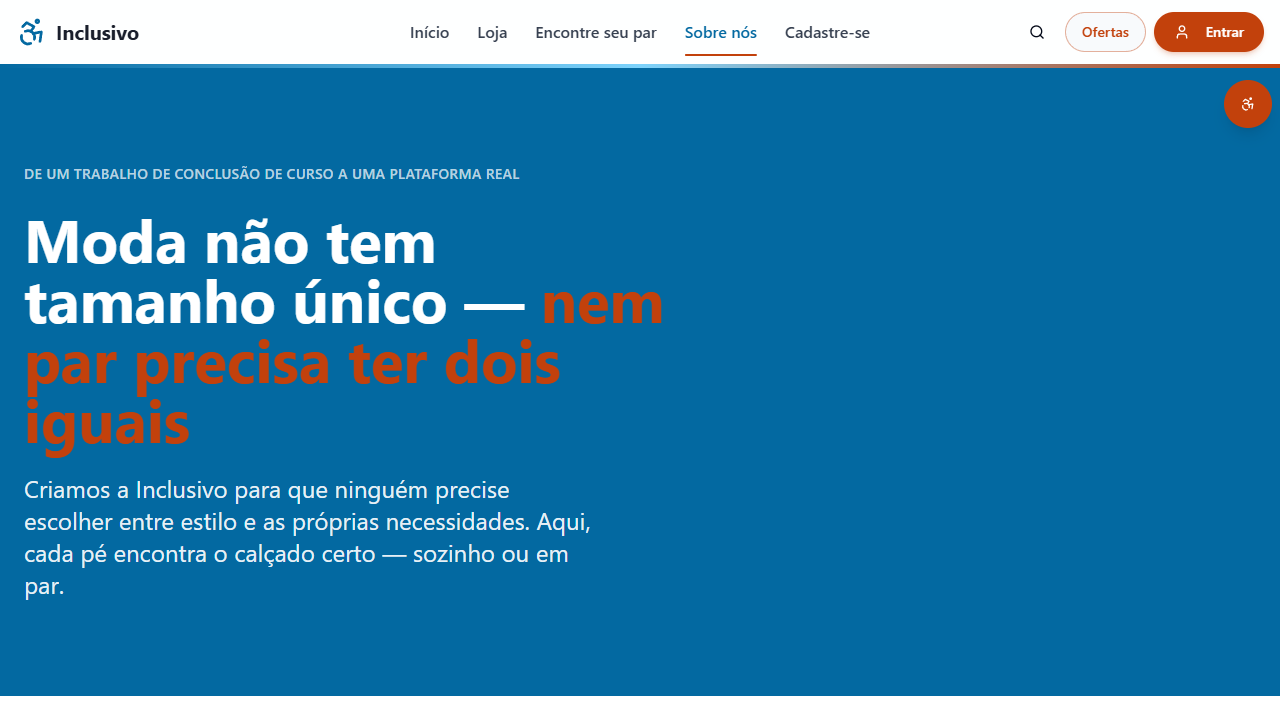 Inclusivo
Início
Loja
Encontre seu par
Sobre nós
Cadastre-se
Ofertas
Entrar
DE UM TRABALHO DE CONCLUSÃO DE CURSO A UMA PLATAFORMA REAL
Moda não tem
tamanho único — nem
par precisa ter dois
iguais
Criamos a Inclusivo para que ninguém precise
escolher entre estilo e as próprias necessidades. Aqui,
cada pé encontra o calçado certo — sozinho ou em
par.